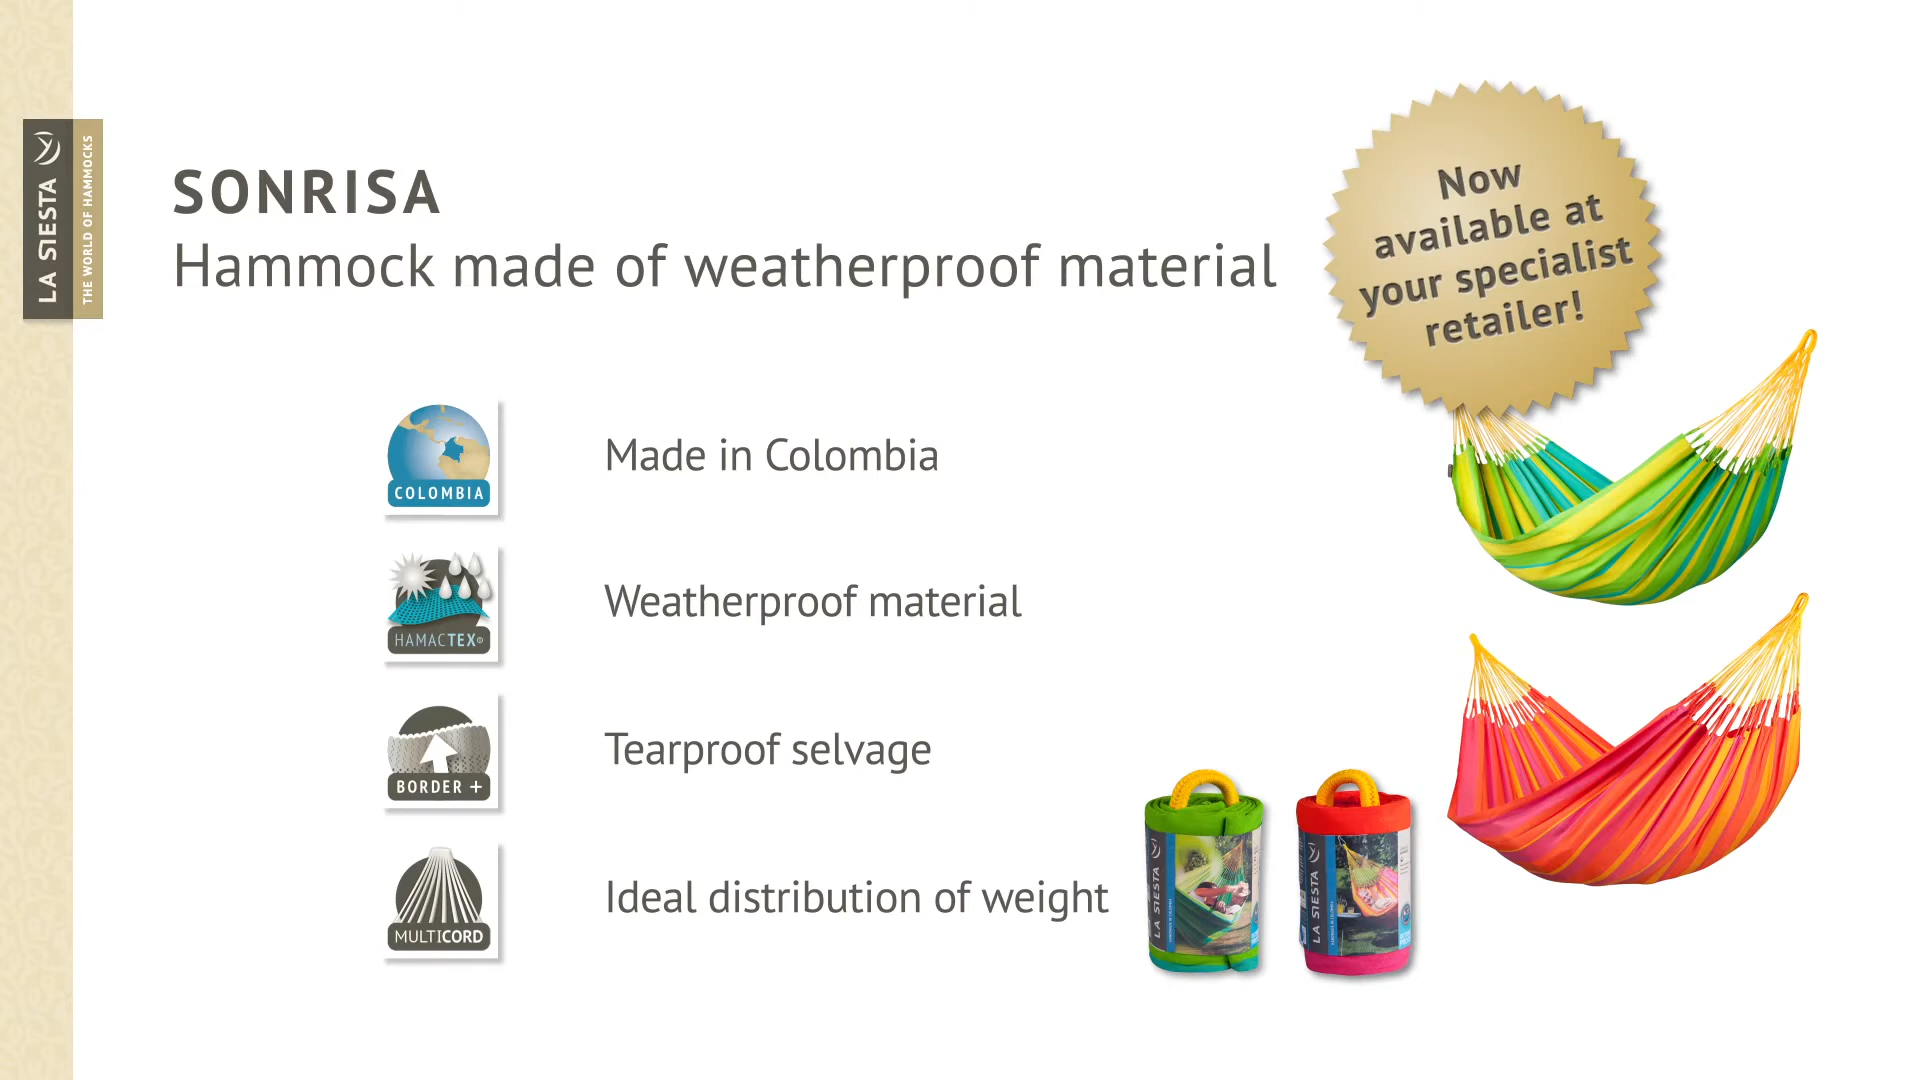 LA SIESTA
THE WORLD OF HAMMOCKS
SONRISA
Hammock made of weatherproof material
Now
available at
your specialist
retailer!
COLOMBIA
Made in Colombia
HAMACTEX®
Weatherproof material
BORDER +
Tearproof selvage
MULTICORD
Ideal distribution of weight
LA SIESTA
LA SIESTA